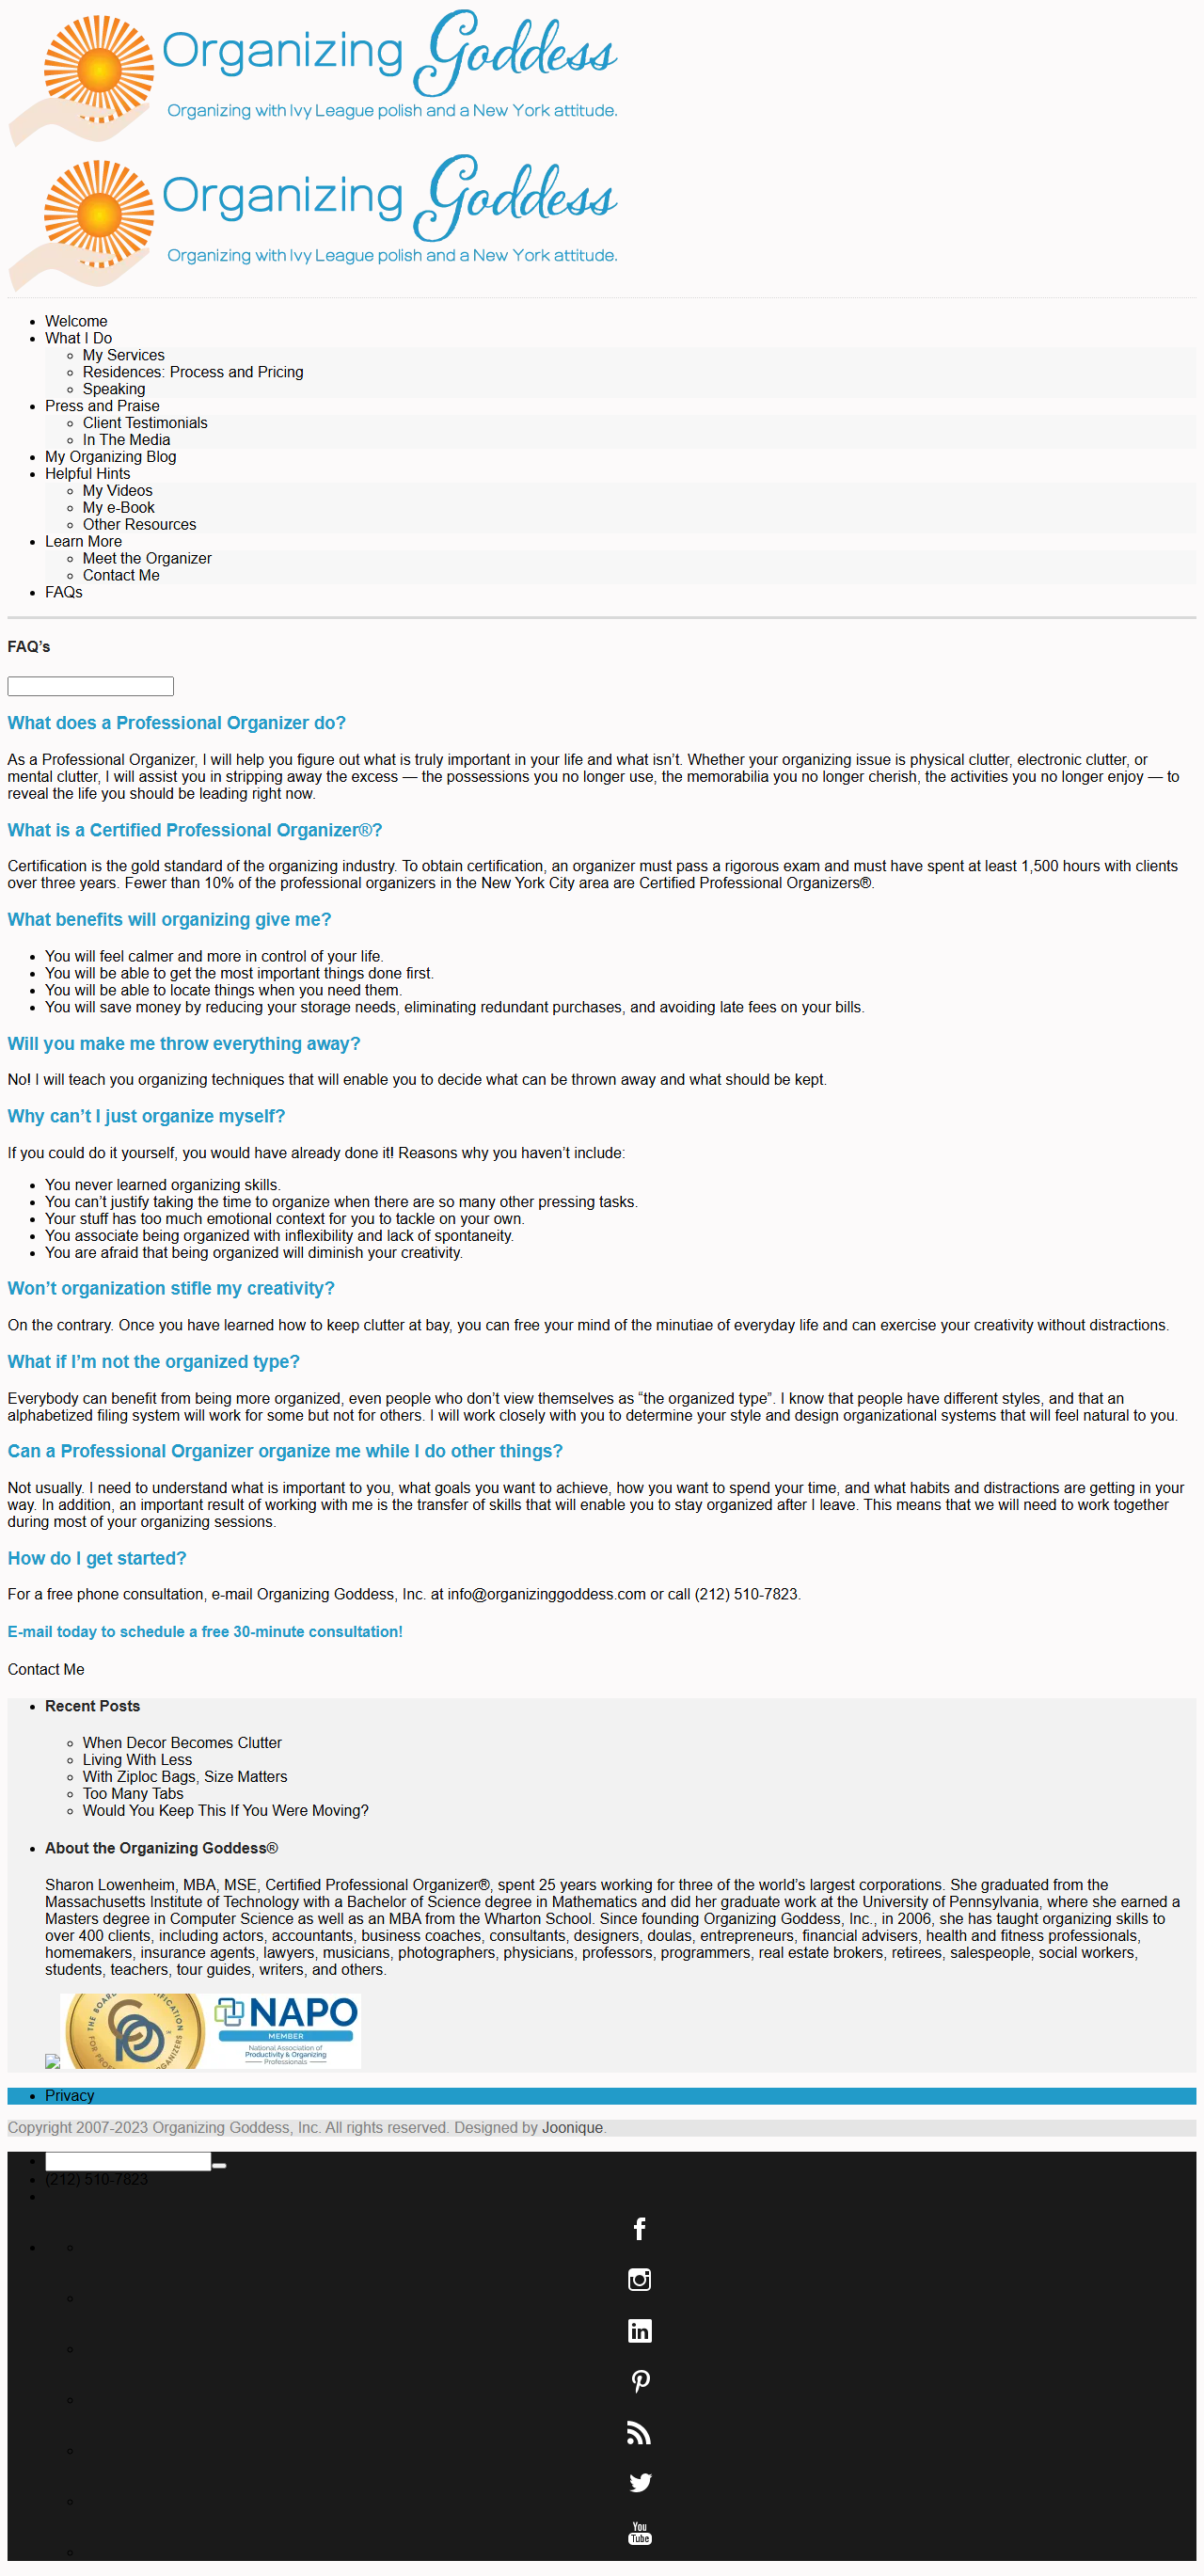 Organizing Goddess
Organizing with Ivy League polish and a New York attitude.
Organizing Goddess
Organizing with Ivy League polish and a New York attitude.
Welcome
What I Do
My Services
Residences: Process and Pricing
Speaking
Press and Praise
Client Testimonials
In The Media
My Organizing Blog
Helpful Hints
My Videos
My e-Book
Other Resources
Learn More
Meet the Organizer
Contact Me
FAQs
FAQ’s
What does a Professional Organizer do?
As a Professional Organizer, I will help you figure out what is truly important in your life and what isn’t. Whether your organizing issue is physical clutter, electronic clutter, or
mental clutter, I will assist you in stripping away the excess — the possessions you no longer use, the memorabilia you no longer cherish, the activities you no longer enjoy — to
reveal the life you should be leading right now.
What is a Certified Professional Organizer®?
Certification is the gold standard of the organizing industry. To obtain certification, an organizer must pass a rigorous exam and must have spent at least 1,500 hours with clients
over three years. Fewer than 10% of the professional organizers in the New York City area are Certified Professional Organizers®.
What benefits will organizing give me?
You will feel calmer and more in control of your life.
You will be able to get the most important things done first.
You will be able to locate things when you need them.
You will save money by reducing your storage needs, eliminating redundant purchases, and avoiding late fees on your bills.
Will you make me throw everything away?
No! I will teach you organizing techniques that will enable you to decide what can be thrown away and what should be kept.
Why can’t I just organize myself?
If you could do it yourself, you would have already done it! Reasons why you haven’t include:
You never learned organizing skills.
You can’t justify taking the time to organize when there are so many other pressing tasks.
Your stuff has too much emotional context for you to tackle on your own.
You associate being organized with inflexibility and lack of spontaneity.
You are afraid that being organized will diminish your creativity.
Won’t organization stifle my creativity?
On the contrary. Once you have learned how to keep clutter at bay, you can free your mind of the minutiae of everyday life and can exercise your creativity without distractions.
What if I’m not the organized type?
Everybody can benefit from being more organized, even people who don’t view themselves as “the organized type”. I know that people have different styles, and that an
alphabetized filing system will work for some but not for others. I will work closely with you to determine your style and design organizational systems that will feel natural to you.
Can a Professional Organizer organize me while I do other things?
Not usually. I need to understand what is important to you, what goals you want to achieve, how you want to spend your time, and what habits and distractions are getting in your
way. In addition, an important result of working with me is the transfer of skills that will enable you to stay organized after I leave. This means that we will need to work together
during most of your organizing sessions.
How do I get started?
For a free phone consultation, e-mail Organizing Goddess, Inc. at info@organizinggoddess.com or call (212) 510-7823.
E-mail today to schedule a free 30-minute consultation!
Contact Me
Recent Posts
When Decor Becomes Clutter
Living With Less
With Ziploc Bags, Size Matters
Too Many Tabs
Would You Keep This If You Were Moving?
About the Organizing Goddess®
Sharon Lowenheim, MBA, MSE, Certified Professional Organizer®, spent 25 years working for three of the world’s largest corporations. She graduated from the
Massachusetts Institute of Technology with a Bachelor of Science degree in Mathematics and did her graduate work at the University of Pennsylvania, where she earned a
Masters degree in Computer Science as well as an MBA from the Wharton School. Since founding Organizing Goddess, Inc., in 2006, she has taught organizing skills to
over 400 clients, including actors, accountants, business coaches, consultants, designers, doulas, entrepreneurs, financial advisers, health and fitness professionals,
homemakers, insurance agents, lawyers, musicians, photographers, physicians, professors, programmers, real estate brokers, retirees, salespeople, social workers,
students, teachers, tour guides, writers, and others.
THE BOARD
FOR
NAPO
MEMBER
National Association of
Productivity & Organizing
Professionals
Privacy
Copyright 2007-2023 Organizing Goddess, Inc. All rights reserved. Designed by Joonique.
(212) 510-7823
in
You
Tube